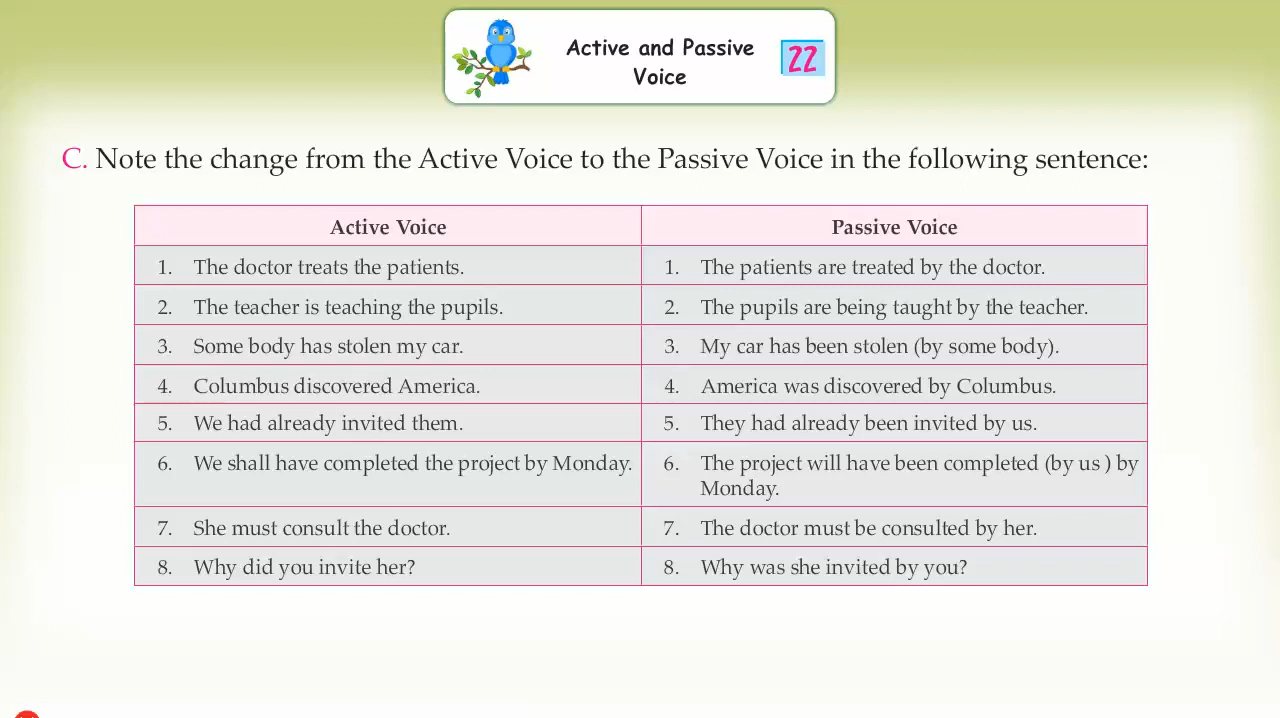 Active and Passive
Voice
22
C. Note the change from the Active Voice to the Passive Voice in the following sentence:
Active Voice
Passive Voice
1. The doctor treats the patients.
1. The patients are treated by the doctor.
2. The teacher is teaching the pupils.
2. The pupils are being taught by the teacher.
3. Some body has stolen my car.
3. My car has been stolen (by some body).
4. Columbus discovered America.
4. America was discovered by Columbus.
5. We had already invited them.
5. They had already been invited by us.
6. We shall have completed the project by Monday.
6. The project will have been completed (by us ) by
Monday.
7. She must consult the doctor.
7. The doctor must be consulted by her.
8. Why did you invite her?
8. Why was she invited by you?